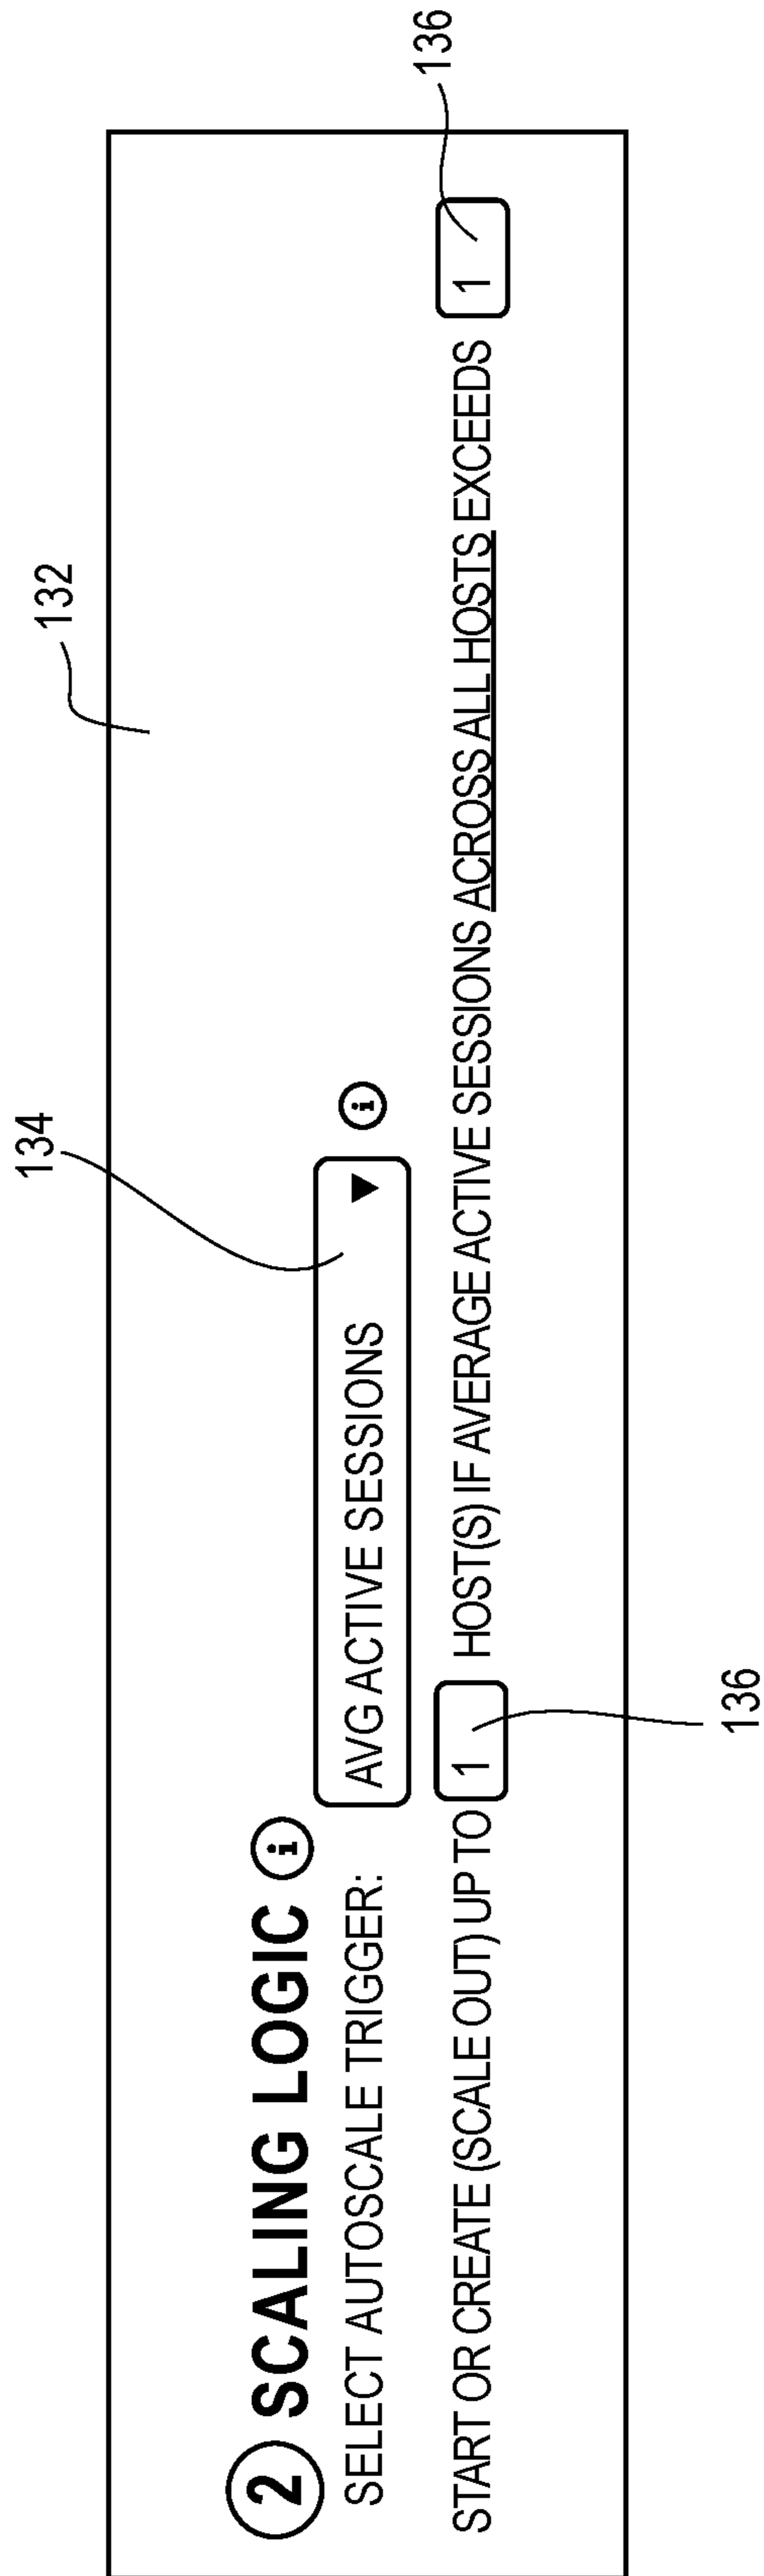 132
134
136
2 SCALING LOGIC i
SELECT AUTOSCALE TRIGGER: AVG ACTIVE SESSIONS ▼ i
START OR CREATE (SCALE OUT) UP TO 1 HOST(S) IF AVERAGE ACTIVE SESSIONS ACROSS ALL HOSTS EXCEEDS 1
136